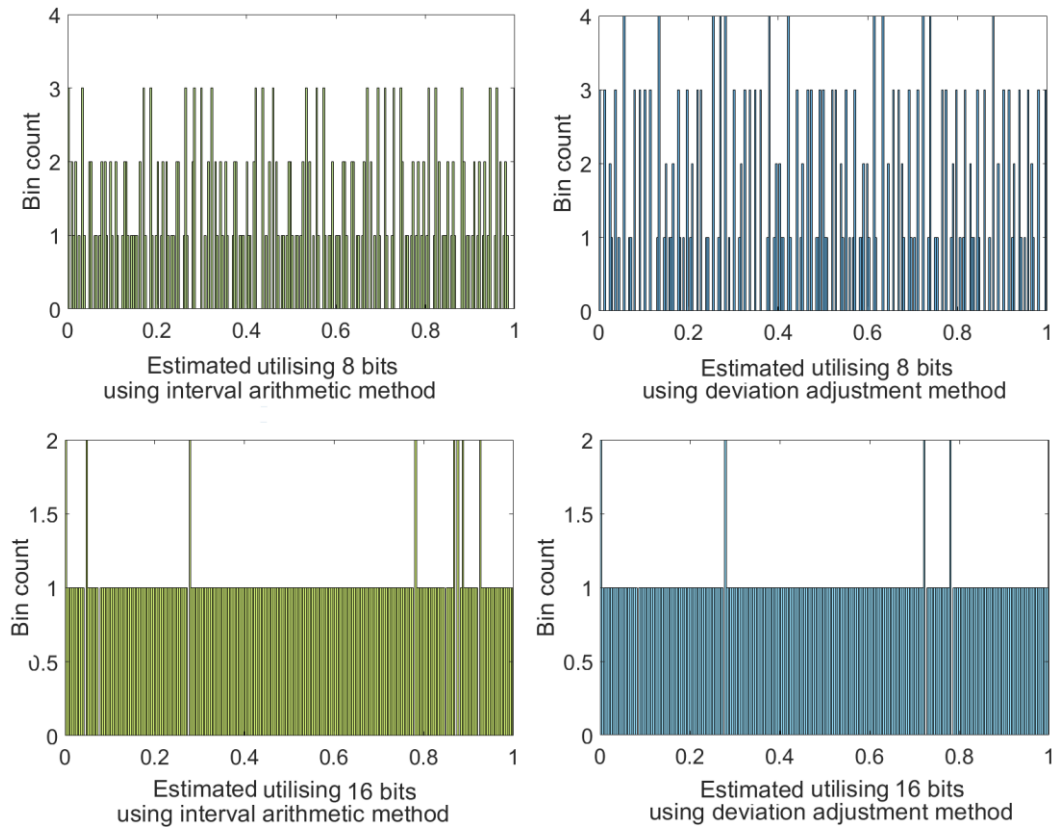 4
3
2
1
0
Bin count
0 0.2 0.4 0.6 0.8 1
Estimated utilising 8 bits
using interval arithmetic method
4
3
2
1
0
Bin count
0 0.2 0.4 0.6 0.8 1
Estimated utilising 8 bits
using deviation adjustment method
2
1.5
1
0.5
0
Bin count
0 0.2 0.4 0.6 0.8 1
Estimated utilising 16 bits
using interval arithmetic method
2
1.5
1
0.5
0
Bin count
0 0.2 0.4 0.6 0.8 1
Estimated utilising 16 bits
using deviation adjustment method